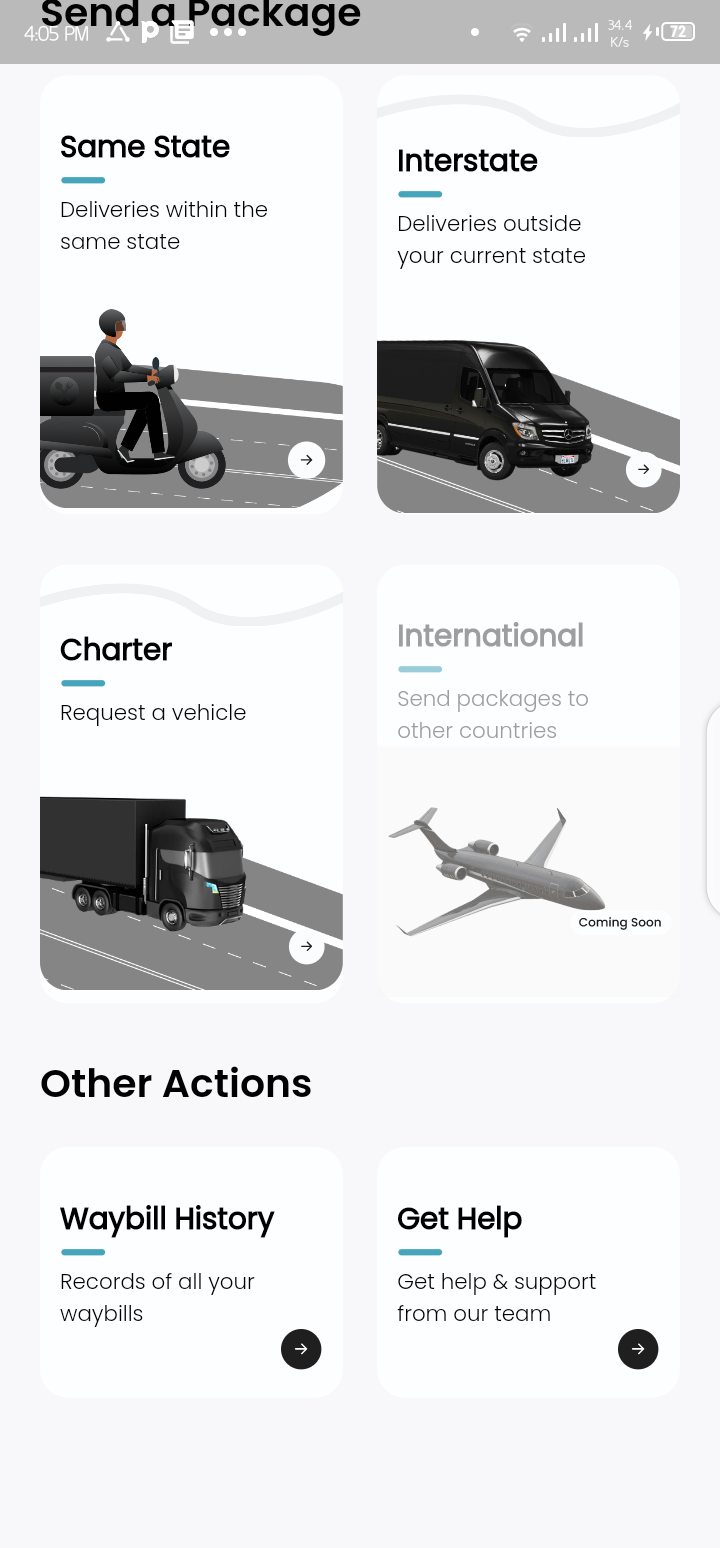 Send a Package
4:05 PM
34.4
K/s
72
Same State
Deliveries within the
same state
Interstate
Deliveries outside
your current state
Charter
Request a vehicle
International
Send packages to
other countries
Coming Soon
Other Actions
Waybill History
Records of all your
waybills
Get Help
Get help & support
from our team